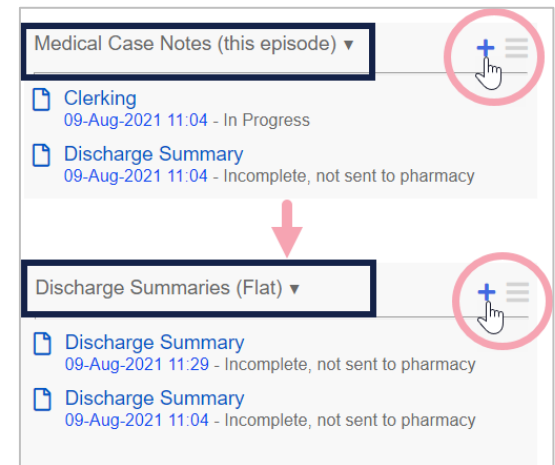 Medical Case Notes (this episode) ▼
Clerking
09-Aug-2021 11:04 - In Progress
Discharge Summary
09-Aug-2021 11:04 - Incomplete, not sent to pharmacy
Discharge Summaries (Flat) ▼
Discharge Summary
09-Aug-2021 11:29 - Incomplete, not sent to pharmacy
Discharge Summary
09-Aug-2021 11:04 - Incomplete, not sent to pharmacy